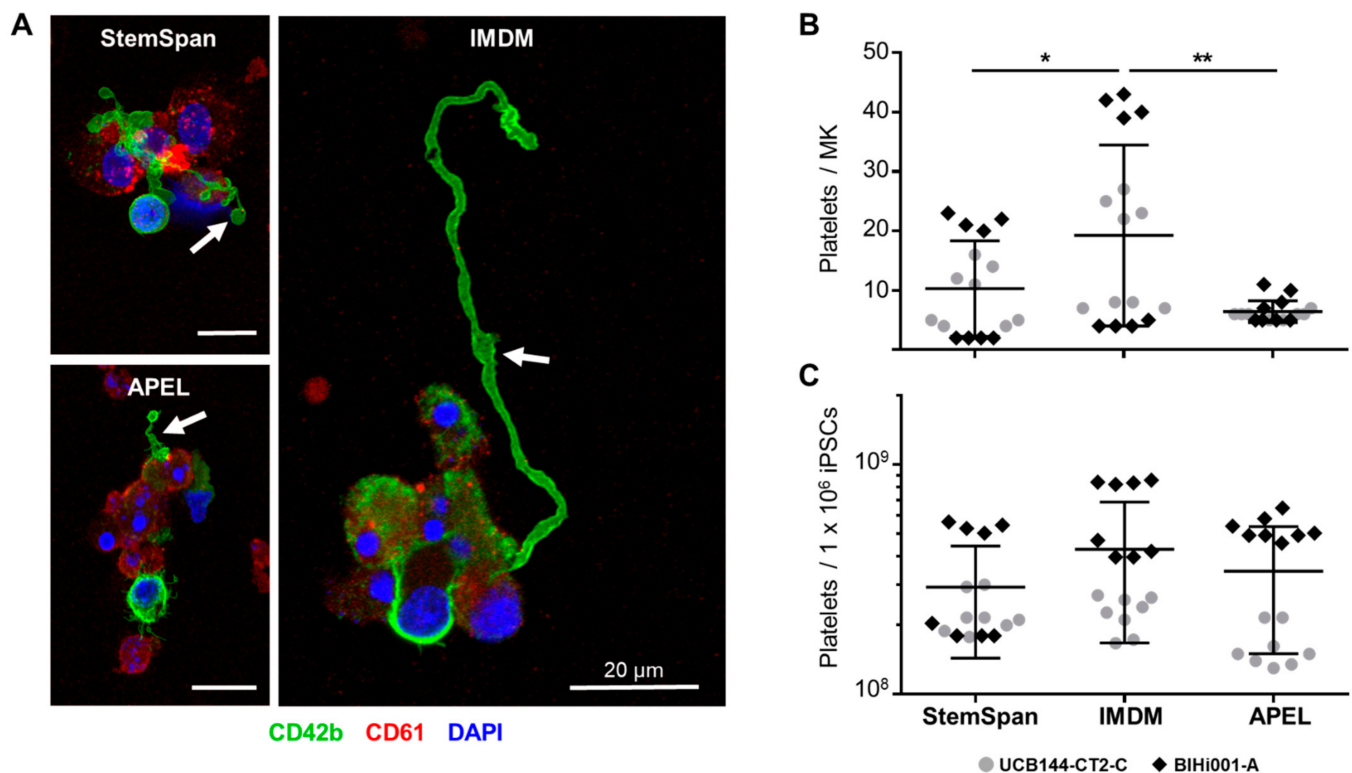 A
StemSpan
IMDM
APEL
20 µm
CD42b CD61 DAPI
B
Platelets / MK
50
40
30
20
10
*
**
C
Platelets / 1 x 10⁶ iPSCs
10⁹
10⁸
StemSpan IMDM APEL
UCB144-CT2-C BIHi001-A